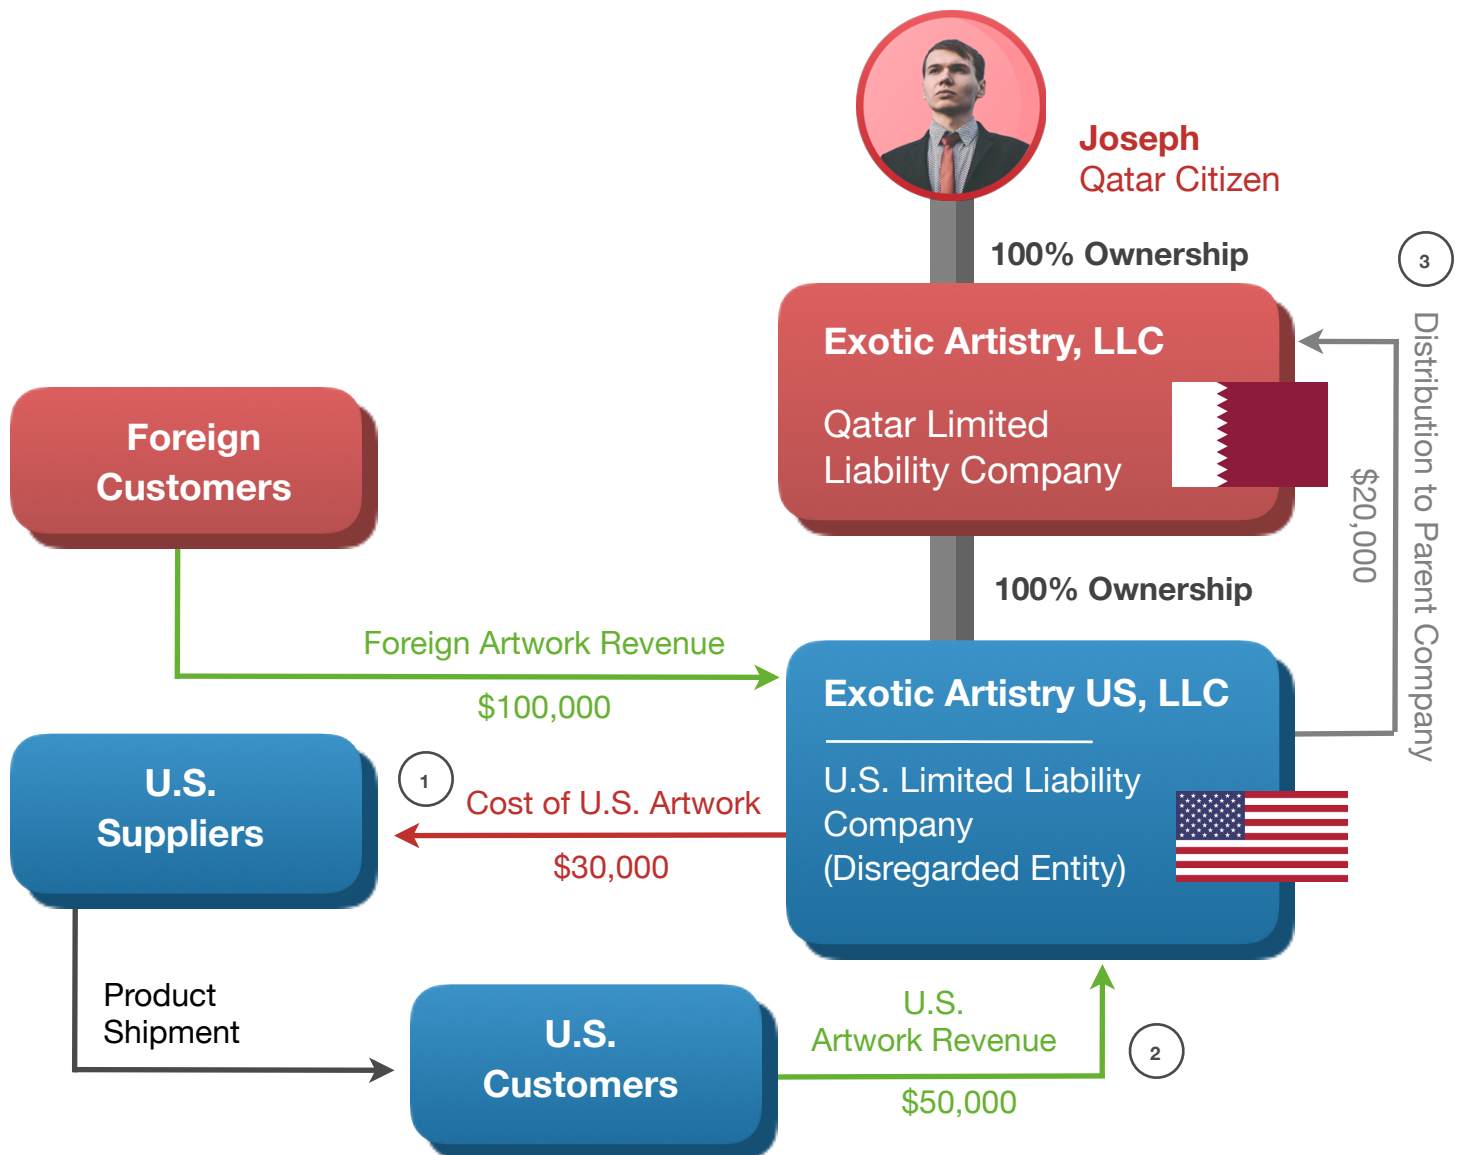 Joseph
Qatar Citizen
100% Ownership
3
Exotic Artistry, LLC
Qatar Limited
Liability Company
Distribution to Parent Company
$20,000
Foreign
Customers
100% Ownership
Foreign Artwork Revenue
$100,000
Exotic Artistry US, LLC
U.S. Limited Liability
Company
(Disregarded Entity)
U.S.
Suppliers
1
Cost of U.S. Artwork
$30,000
Product
Shipment
U.S.
Customers
U.S.
Artwork Revenue
2
$50,000